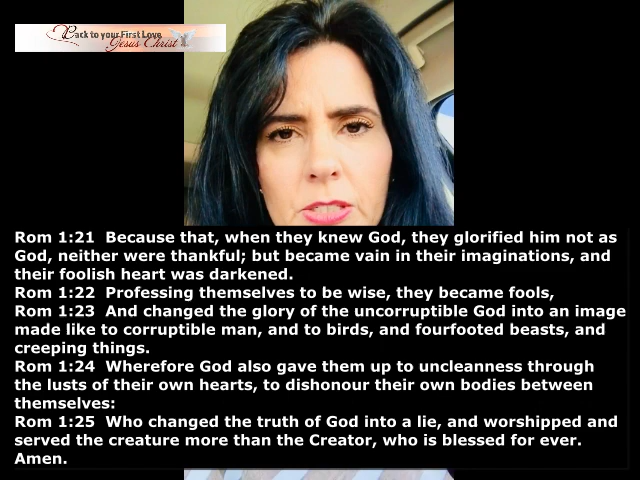 Back to your First Love
Jesus Christ
Rom 1:21  Because that, when they knew God, they glorified him not as
God, neither were thankful; but became vain in their imaginations, and
their foolish heart was darkened.
Rom 1:22  Professing themselves to be wise, they became fools,
Rom 1:23  And changed the glory of the uncorruptible God into an image
made like to corruptible man, and to birds, and fourfooted beasts, and
creeping things.
Rom 1:24  Wherefore God also gave them up to uncleanness through
the lusts of their own hearts, to dishonour their own bodies between
themselves:
Rom 1:25  Who changed the truth of God into a lie, and worshipped and
served the creature more than the Creator, who is blessed for ever.
Amen.